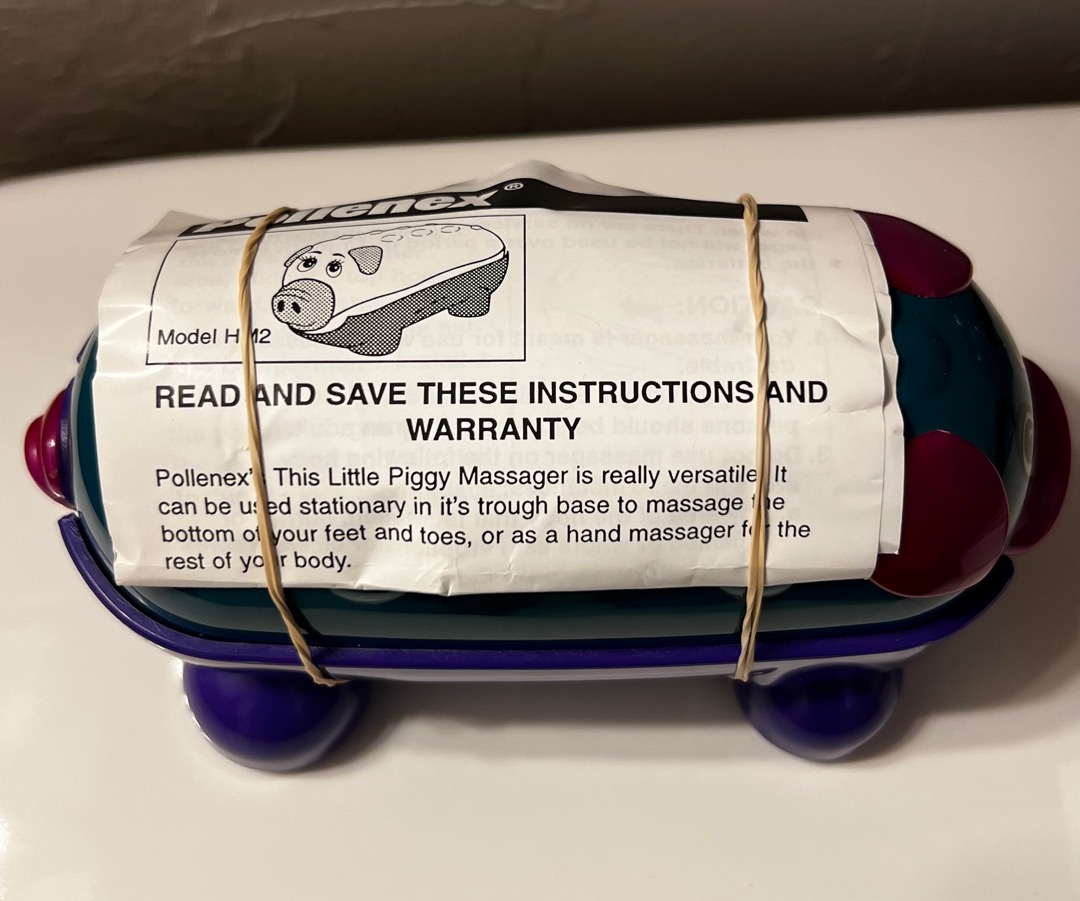 Pollenex®
Model HM2
READ AND SAVE THESE INSTRUCTIONS AND
WARRANTY
Pollenex's This Little Piggy Massager is really versatile. It
can be used stationary in it's trough base to massage the
bottom of your feet and toes, or as a hand massager for the
rest of your body.